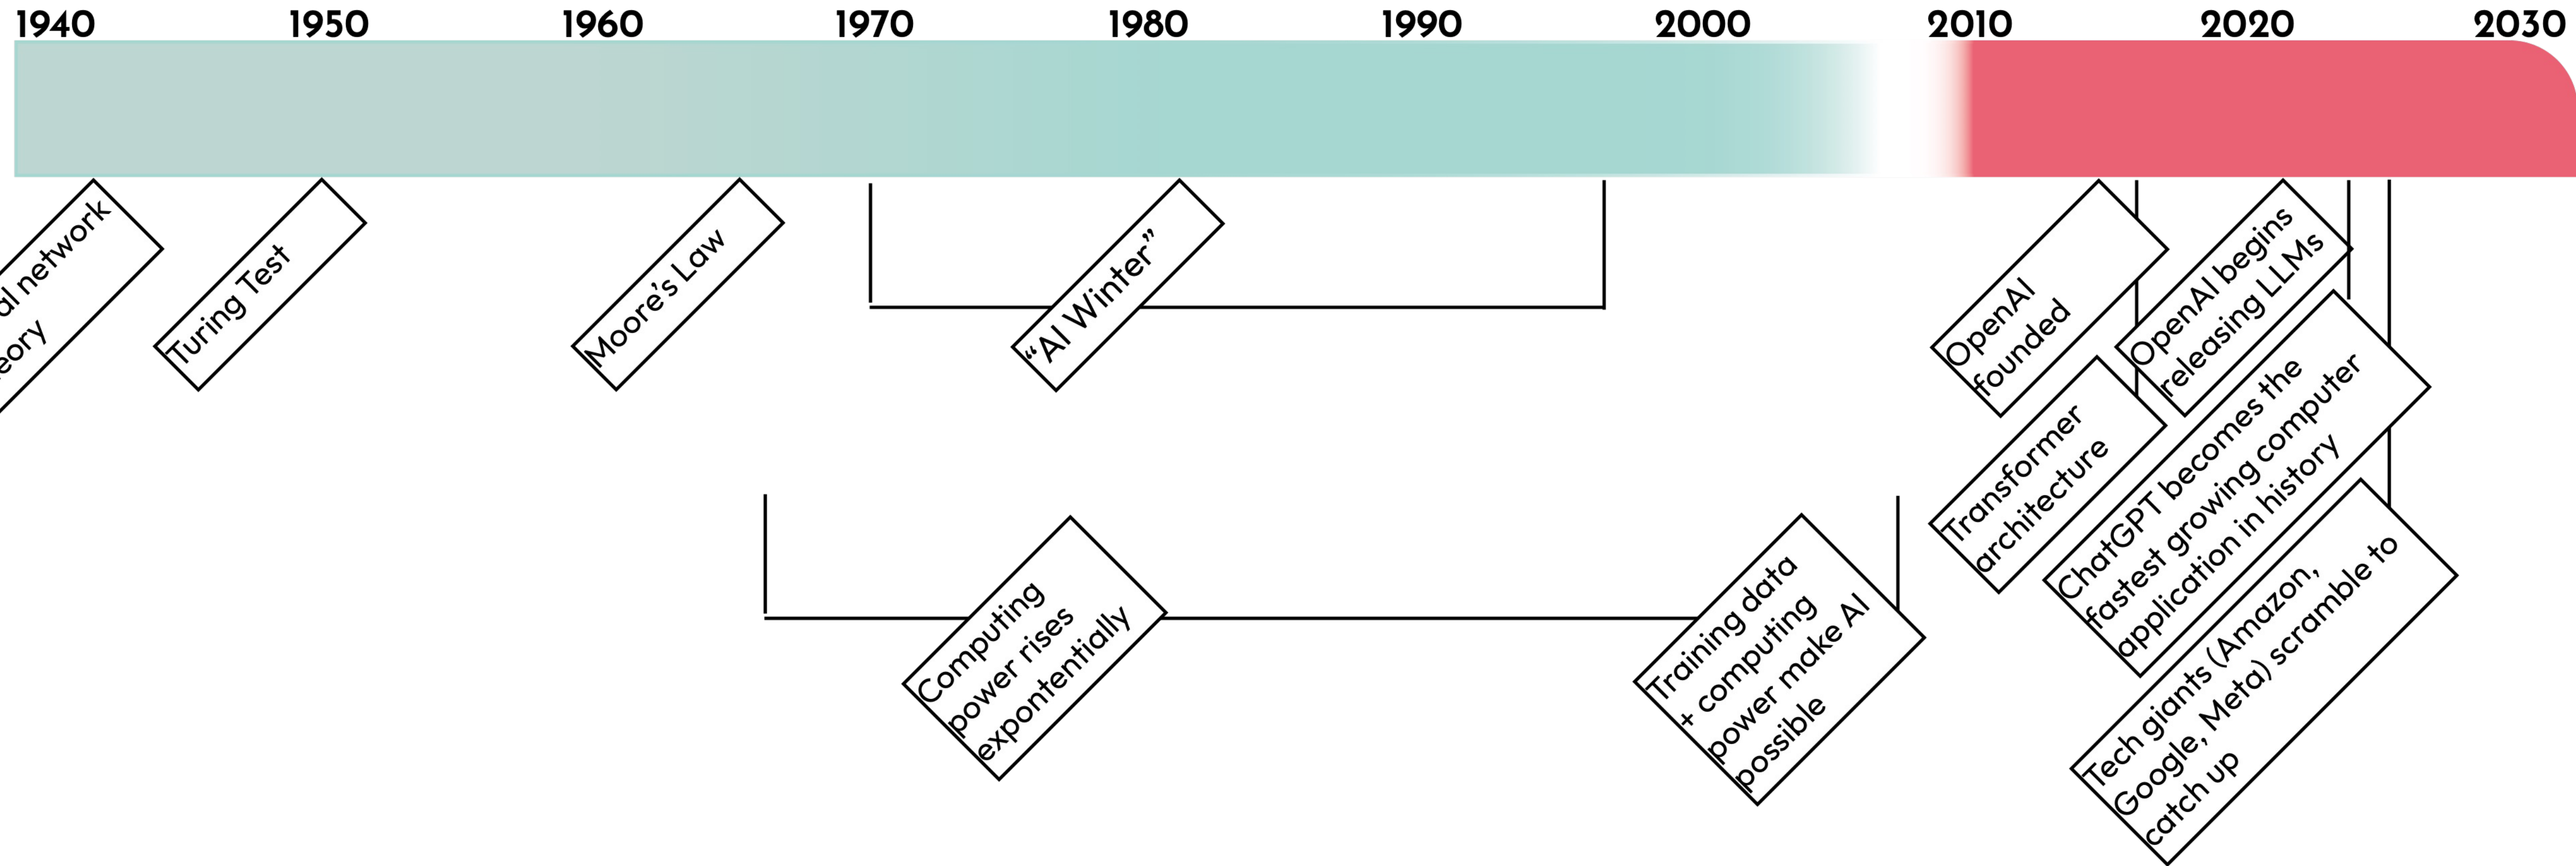 1940 1950 1960 1970 1980 1990 2000 2010 2020 2030
network
Turing Test
Moore's Law
“AI Winter”
OpenAI
founded
OpenAI begins
releasing LLMs
Transformer
architecture
ChatGPT becomes the
fastest growing computer
application in history
Tech giants (Amazon,
Google, Meta) scramble to
catch up
Computing
power rises
expontentially
Training data
+ computing
power make AI
possible